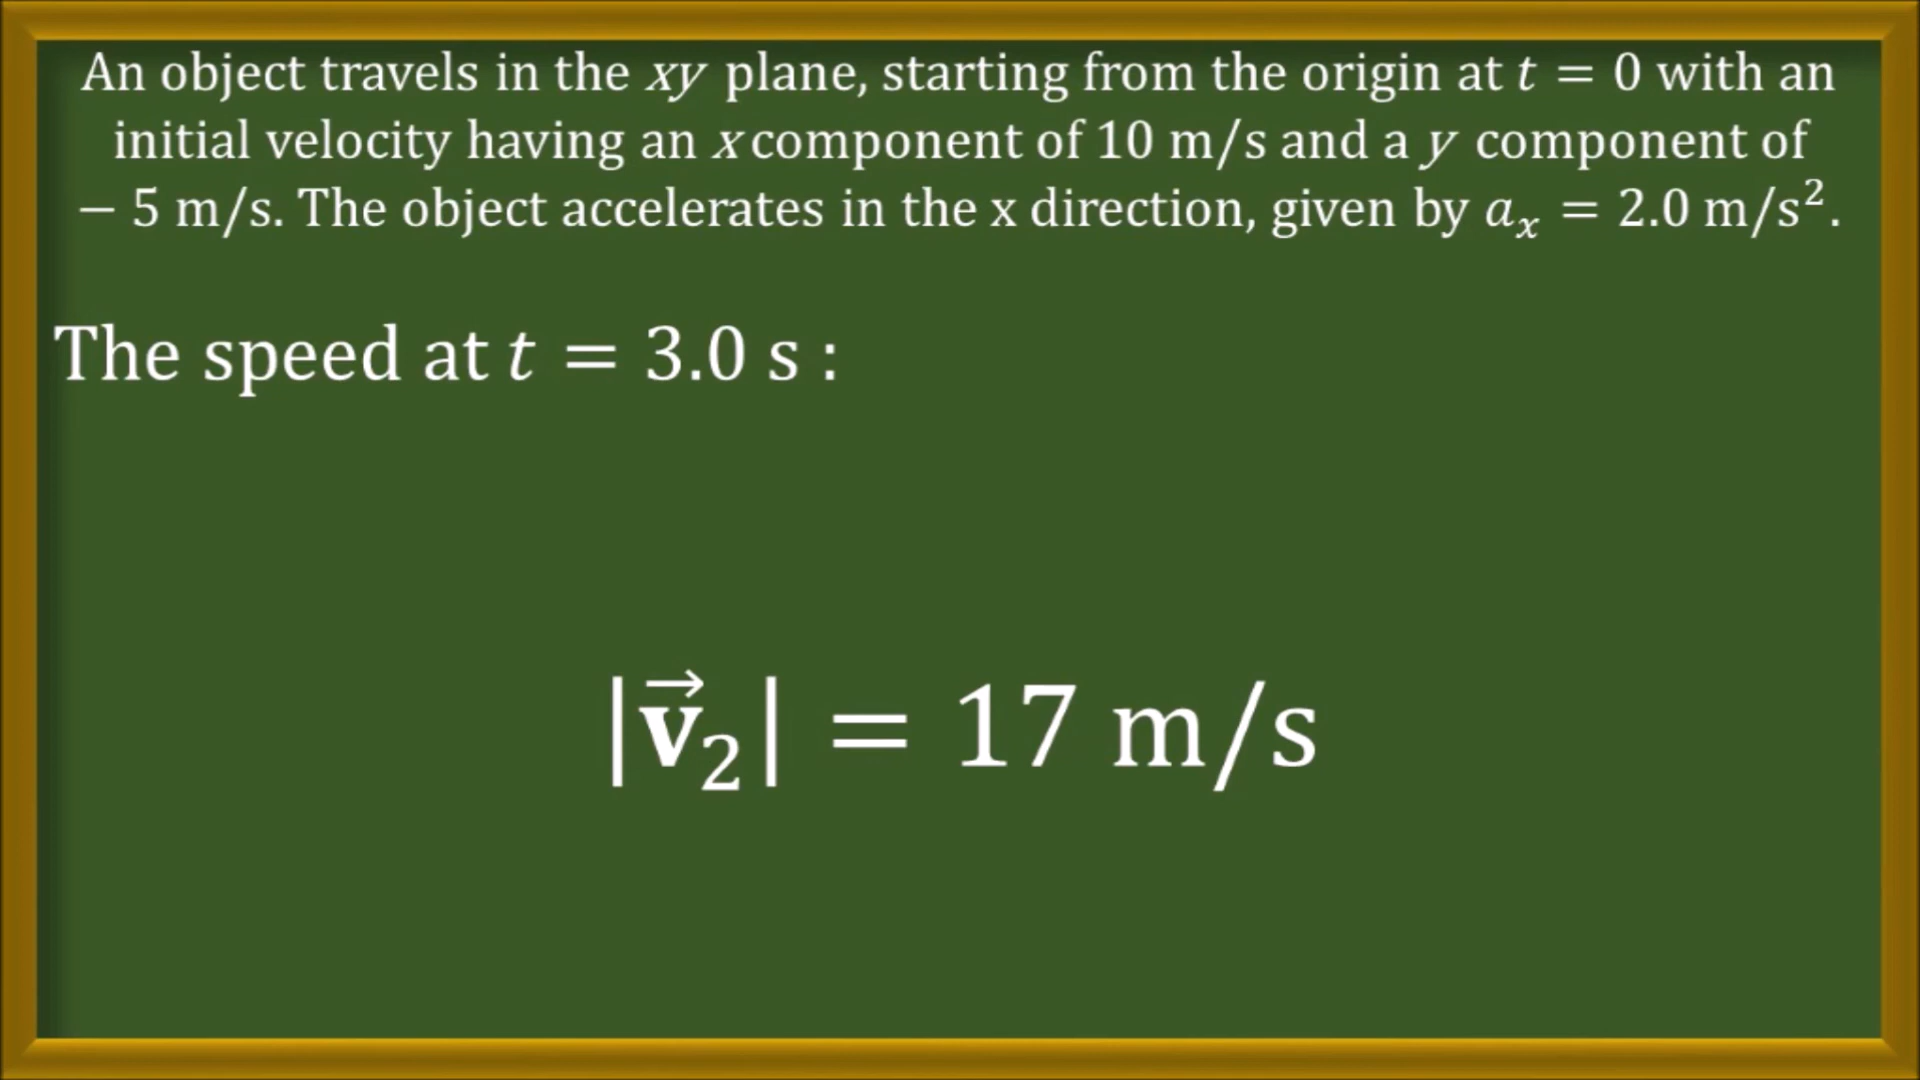 An object travels in the xy plane, starting from the origin at t = 0 with an
initial velocity having an x component of 10 m/s and a y component of
− 5 m/s. The object accelerates in the x direction, given by aₓ = 2.0 m/s².
The speed at t = 3.0 s :
|v⃗₂| = 17 m/s